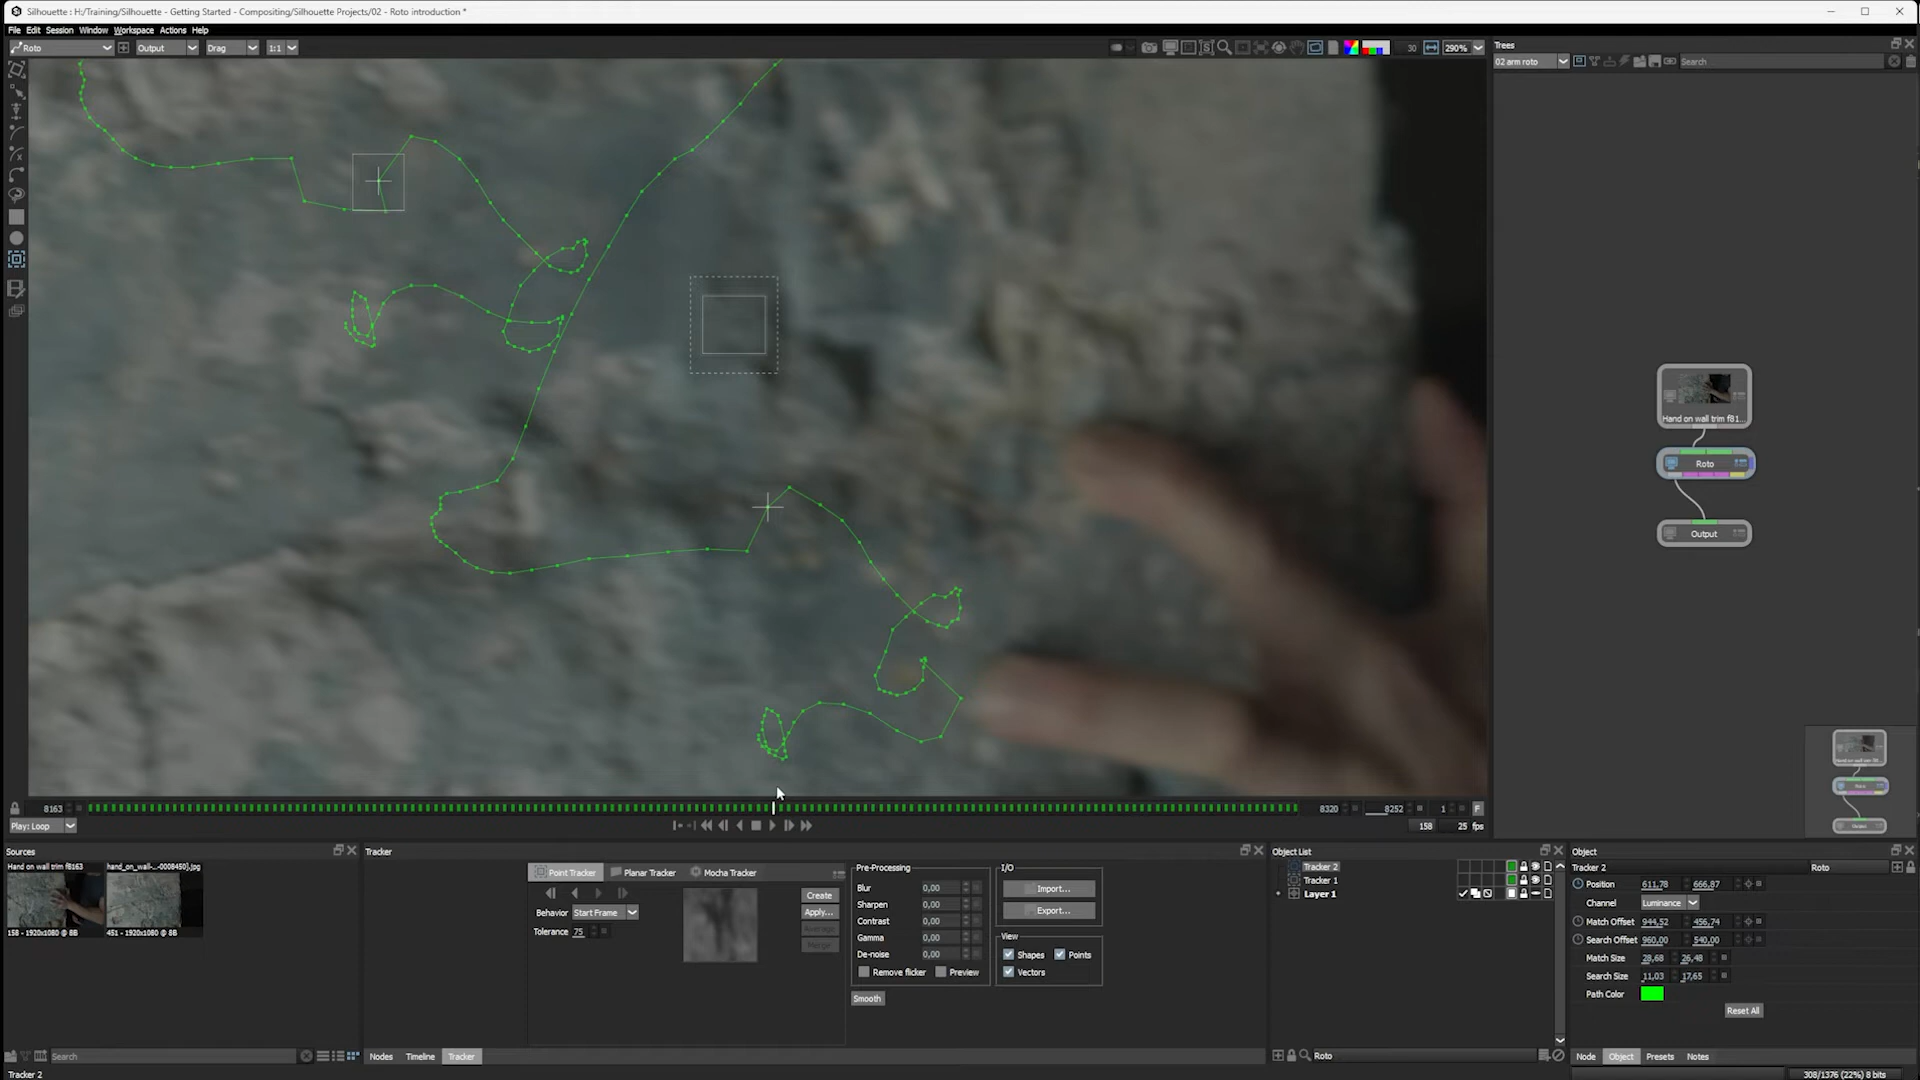 Silhouette : H:/Training/Silhouette - Getting Started - Compositing/Silhouette Projects/02 - Roto introduction *
File Edit Session Window Workspace Actions Help
Roto Output Drag 1:1 30 290%
Trees
02 arm roto Search
Hand on wall trim f81...
Roto
Output
8163 8320 8252 1 F
Play: Loop 158 25 fps
Sources
Hand on wall trim f8163 hand_on_wall-...-0008450].jpg
158 - 1920x1080 @ 8B 451 - 1920x1080 @ 8B
Search
Tracker
Point Tracker Planar Tracker Mocha Tracker
Behavior Start Frame
Tolerance 75
Create
Apply...
Average
Merge
Pre-Processing
Blur 0,00
Sharpen 0,00
Contrast 0,00
Gamma 0,00
De-noise 0,00
Remove flicker Preview
Smooth
I/O
Import...
Export...
View
Shapes Points
Vectors
Nodes Timeline Tracker
Object List
Tracker 2
Tracker 1
Layer 1
Roto
Object
Tracker 2 Roto
Position 611,78 666,87
Channel Luminance
Match Offset 944,52 456,74
Search Offset 960,00 540,00
Match Size 28,68 26,48
Search Size 11,03 17,65
Path Color
Reset All
Node Object Presets Notes
Tracker 2
308/1376 (22%) 8 bits